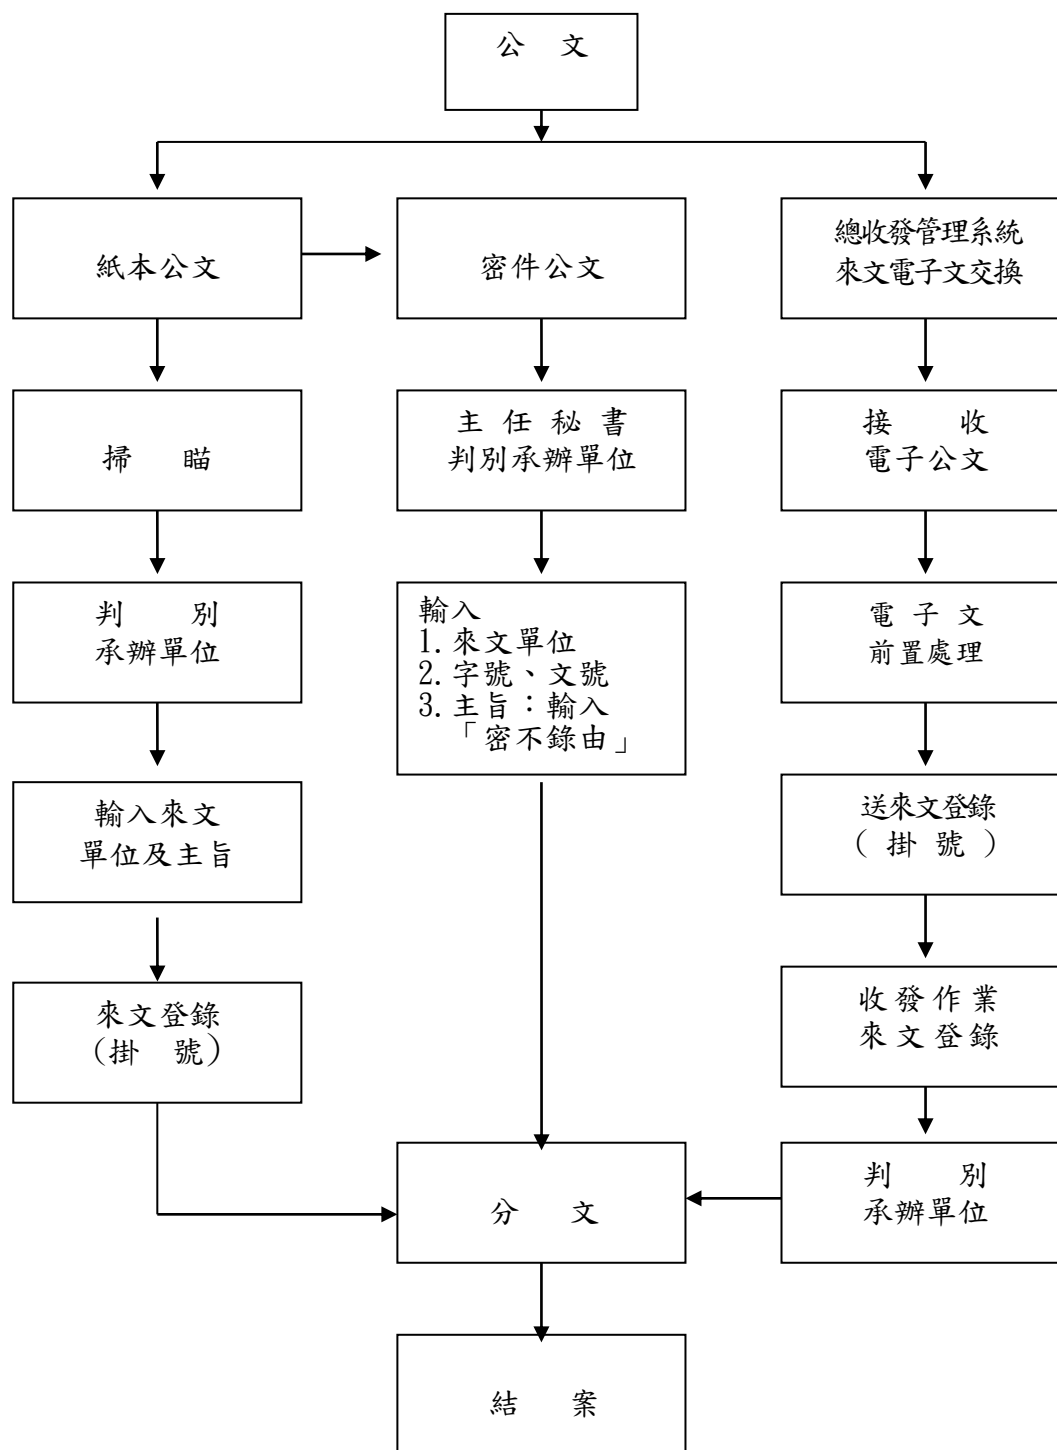 公 文
紙本公文
密件公文
總收發管理系統
來文電子文交換
掃 瞄
主 任 秘 書
判別承辦單位
接 收
電子公文
判 別
承辦單位
輸入
1.來文單位
2.字號、文號
3.主旨：輸入
「密不錄由」
電 子 文
前置處理
輸入來文
單位及主旨
送來文登錄
( 掛 號 )
來文登錄
(掛 號)
收 發 作 業
來 文 登 錄
分 文
判 別
承辦單位
結 案